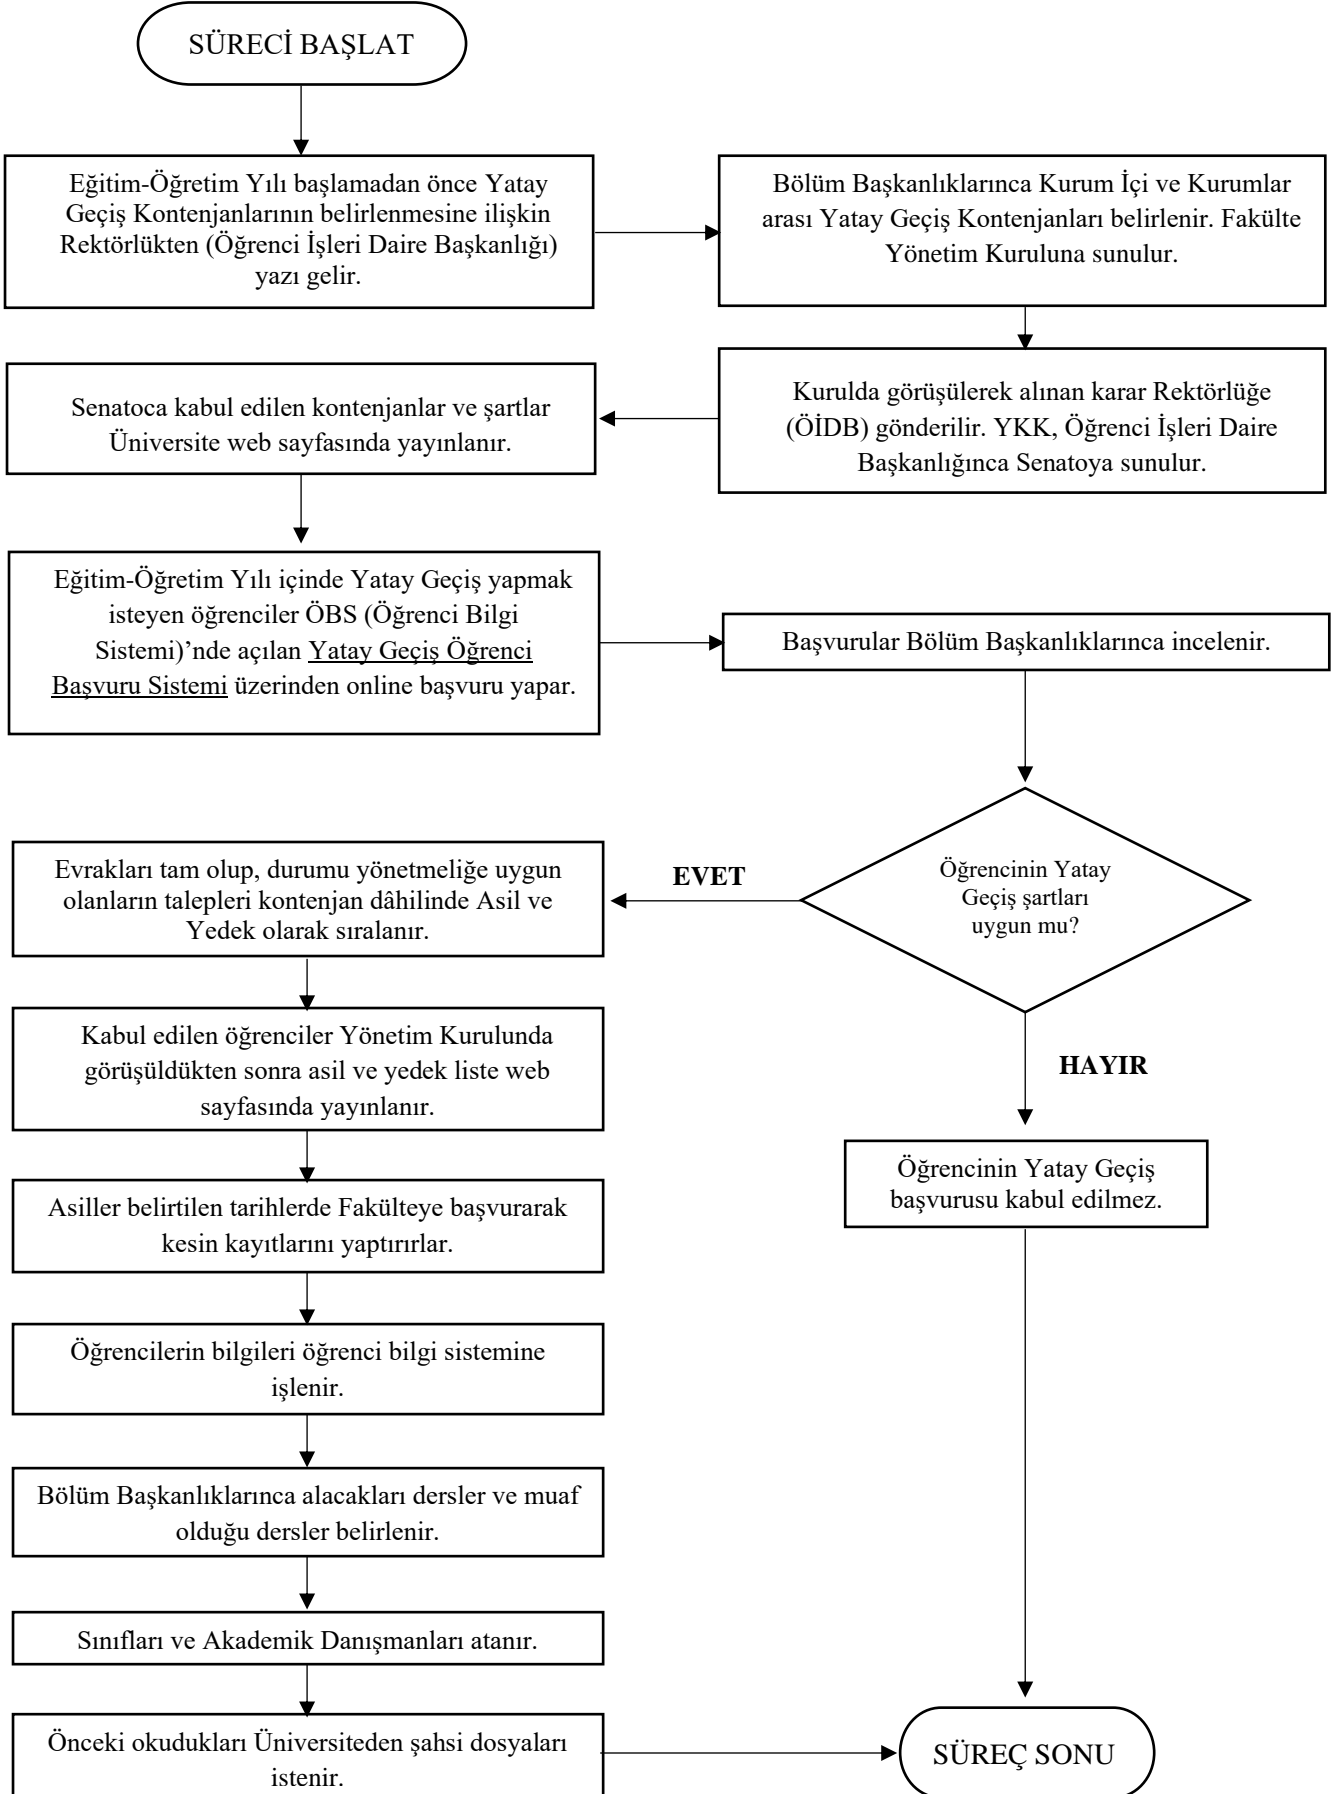 SÜRECİ BAŞLAT
Eğitim-Öğretim Yılı başlamadan önce Yatay
Geçiş Kontenjanlarının belirlenmesine ilişkin
Rektörlükten (Öğrenci İşleri Daire Başkanlığı)
yazı gelir.
Bölüm Başkanlıklarınca Kurum İçi ve Kurumlar
arası Yatay Geçiş Kontenjanları belirlenir. Fakülte
Yönetim Kuruluna sunulur.
Kurulda görüşülerek alınan karar Rektörlüğe
(ÖİDB) gönderilir. YKK, Öğrenci İşleri Daire
Başkanlığınca Senatoya sunulur.
Senatoca kabul edilen kontenjanlar ve şartlar
Üniversite web sayfasında yayınlanır.
Eğitim-Öğretim Yılı içinde Yatay Geçiş yapmak
isteyen öğrenciler ÖBS (Öğrenci Bilgi
Sistemi)’nde açılan Yatay Geçiş Öğrenci
Başvuru Sistemi üzerinden online başvuru yapar.
Başvurular Bölüm Başkanlıklarınca incelenir.
Öğrencinin Yatay
Geçiş şartları
uygun mu?
EVET
Evrakları tam olup, durumu yönetmeliğe uygun
olanların talepleri kontenjan dâhilinde Asil ve
Yedek olarak sıralanır.
Kabul edilen öğrenciler Yönetim Kurulunda
görüşüldükten sonra asil ve yedek liste web
sayfasında yayınlanır.
HAYIR
Öğrencinin Yatay Geçiş
başvurusu kabul edilmez.
Asiller belirtilen tarihlerde Fakülteye başvurarak
kesin kayıtlarını yaptırırlar.
Öğrencilerin bilgileri öğrenci bilgi sistemine
işlenir.
Bölüm Başkanlıklarınca alacakları dersler ve muaf
olduğu dersler belirlenir.
Sınıfları ve Akademik Danışmanları atanır.
Önceki okudukları Üniversiteden şahsi dosyaları
istenir.
SÜREÇ SONU